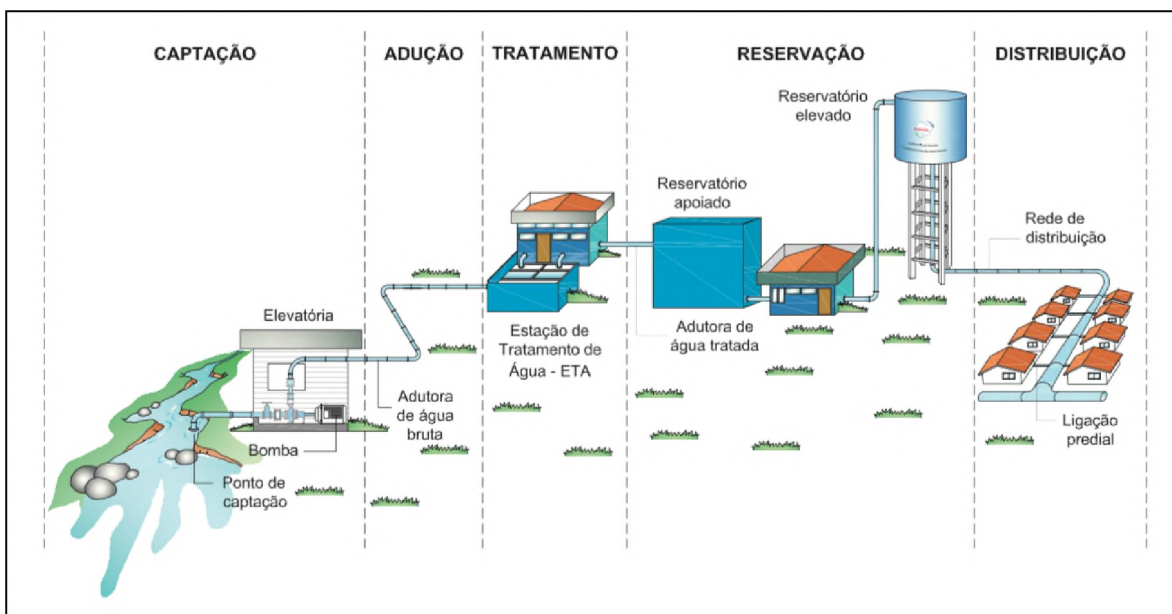 CAPTAÇÃO
ADUÇÃO
TRATAMENTO
RESERVAÇÃO
DISTRIBUIÇÃO
Reservatório
elevado
Reservatório
apoiado
Rede de
distribuição
Elevatória
Estação de
Tratamento de
Água - ETA
Adutora de
água tratada
Adutora
de água
bruta
Bomba
Ponto de
captação
Ligação
predial